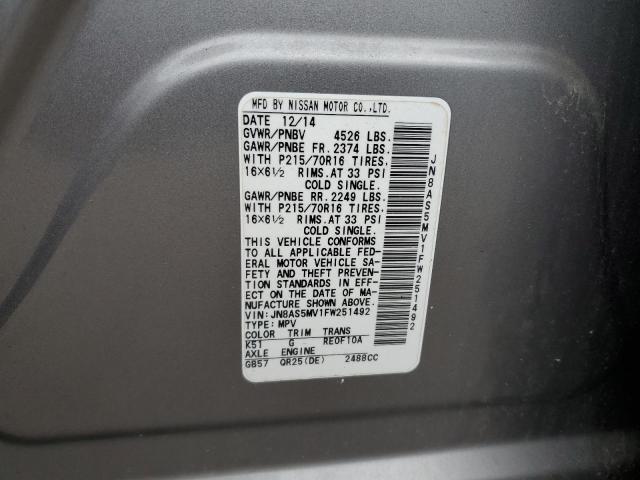 MFD BY NISSAN MOTOR CO.,LTD.
DATE 12/14
GVWR/PNBV 4526 LBS.
GAWR/PNBE FR. 2374 LBS.
WITH P215/70R16 TIRES,
16X6½ RIMS.AT 33 PSI
COLD SINGLE.
GAWR/PNBE RR. 2249 LBS.
WITH P215/70R16 TIRES,
16X6½ RIMS.AT 33 PSI
COLD SINGLE.
THIS VEHICLE CONFORMS
TO ALL APPLICABLE FED-
ERAL MOTOR VEHICLE SA-
FETY AND THEFT PREVEN-
TION STANDARDS IN EFF-
ECT ON THE DATE OF MA-
NUFACTURE SHOWN ABOVE.
VIN: JN8AS5MV1FW251492
TYPE: MPV
COLOR TRIM TRANS
K51 G RE0F10A
AXLE ENGINE
GB57 QR25(DE) 2488CC
JN8AS5MV1FW251492